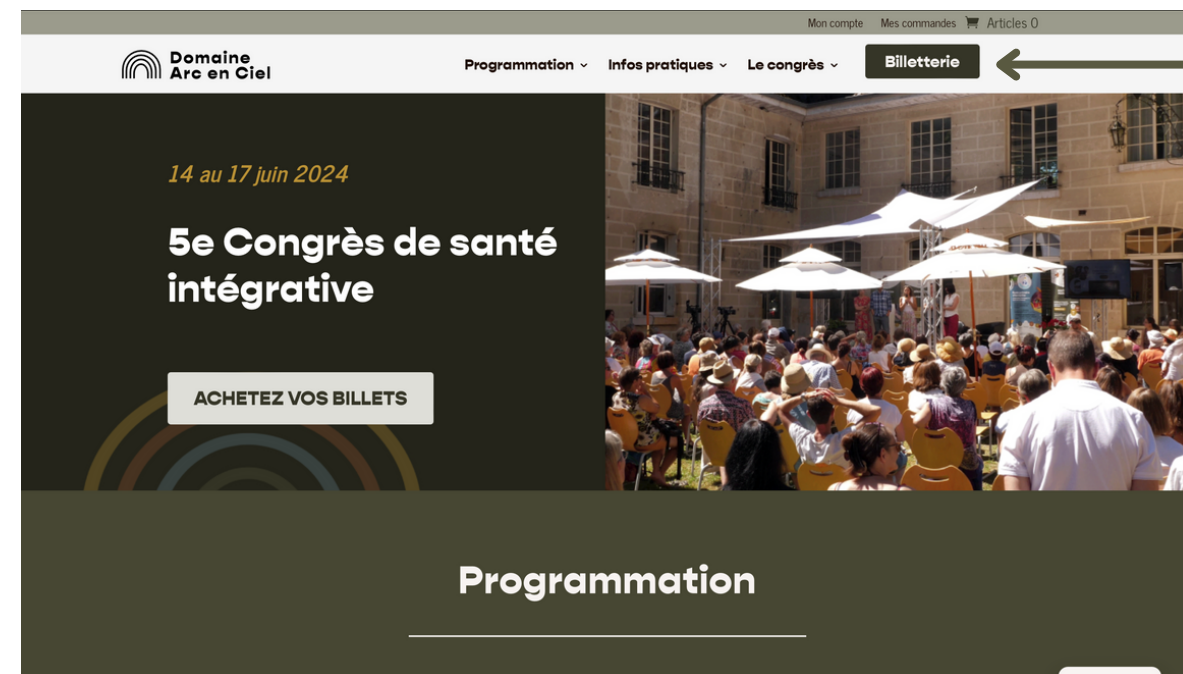 Mon compte Mes commandes Articles 0
Domaine
Arc en Ciel
Programmation Infos pratiques Le congrès Billetterie
14 au 17 juin 2024
5e Congrès de santé
intégrative
ACHETEZ VOS BILLETS
Programmation